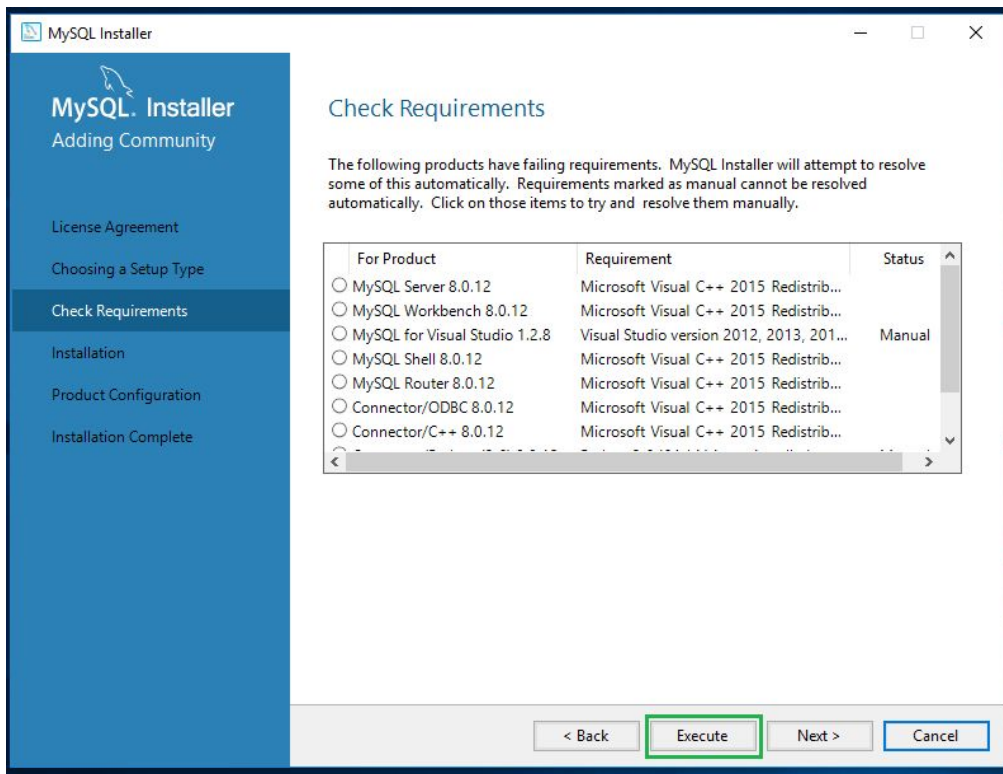 MySQL Installer
MySQL. Installer
Adding Community
License Agreement
Choosing a Setup Type
Check Requirements
Installation
Product Configuration
Installation Complete
Check Requirements
The following products have failing requirements. MySQL Installer will attempt to resolve
some of this automatically. Requirements marked as manual cannot be resolved
automatically. Click on those items to try and resolve them manually.
For Product Requirement Status
MySQL Server 8.0.12 Microsoft Visual C++ 2015 Redistrib...
MySQL Workbench 8.0.12 Microsoft Visual C++ 2015 Redistrib...
MySQL for Visual Studio 1.2.8 Visual Studio version 2012, 2013, 201... Manual
MySQL Shell 8.0.12 Microsoft Visual C++ 2015 Redistrib...
MySQL Router 8.0.12 Microsoft Visual C++ 2015 Redistrib...
Connector/ODBC 8.0.12 Microsoft Visual C++ 2015 Redistrib...
Connector/C++ 8.0.12 Microsoft Visual C++ 2015 Redistrib...
< Back Execute Next > Cancel